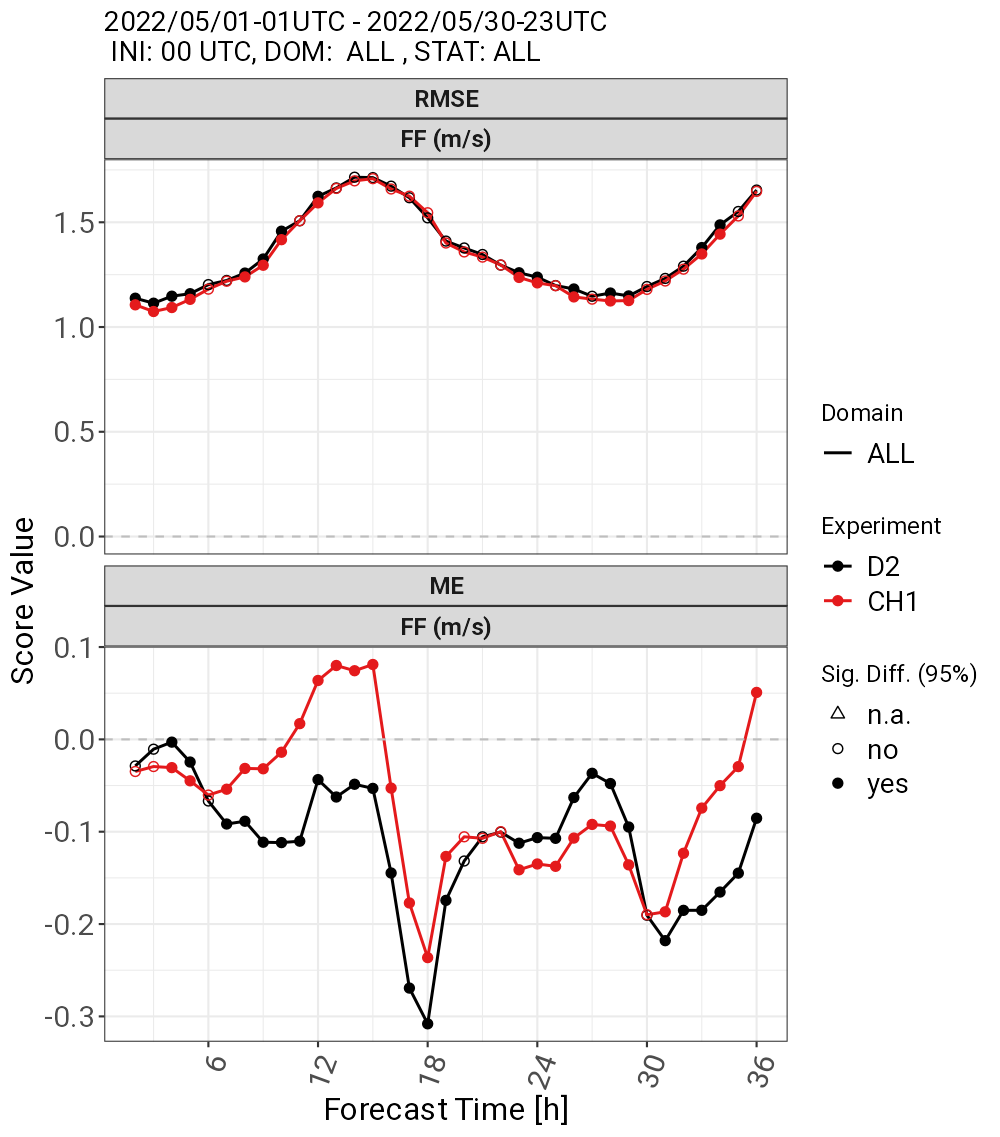 2022/05/01-01UTC - 2022/05/30-23UTC
INI: 00 UTC, DOM:  ALL , STAT: ALL
RMSE
FF (m/s)
1.5
1.0
0.5
0.0
Score Value
ME
FF (m/s)
0.1
0.0
-0.1
-0.2
-0.3
6
12
18
24
30
36
Forecast Time [h]
Domain
ALL
Experiment
D2
CH1
Sig. Diff. (95%)
n.a.
no
yes